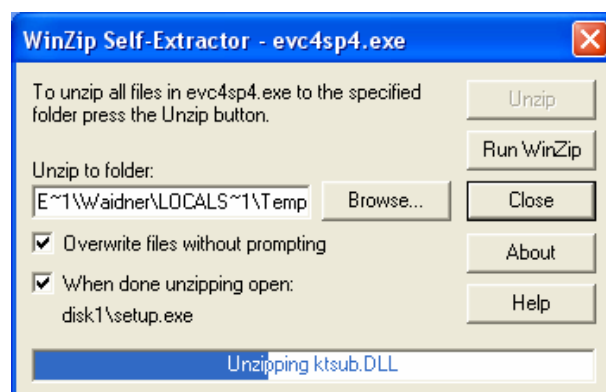 WinZip Self-Extractor - evc4sp4.exe
To unzip all files in evc4sp4.exe to the specified
folder press the Unzip button.
Unzip
Run WinZip
Unzip to folder:
E~1\Waidner\LOCALS~1\Temp
Browse...
Close
Overwrite files without prompting
About
When done unzipping open:
disk1\setup.exe
Help
Unzipping ktsub.DLL